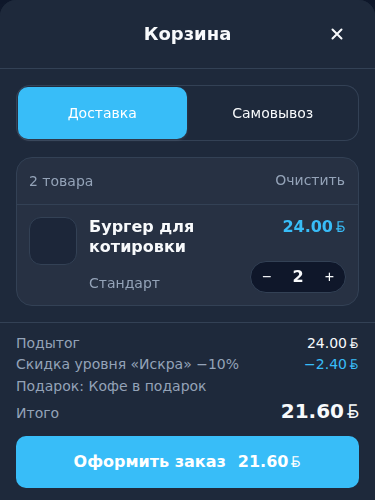 Корзина ✕
Доставка Самовывоз
2 товара Очистить
Бургер для 24.00 Ƃ
котировки
Стандарт − 2 +
Подытог 24.00 Ƃ
Скидка уровня «Искра» −10% −2.40 Ƃ
Подарок: Кофе в подарок
Итого 21.60 Ƃ
Оформить заказ 21.60 Ƃ